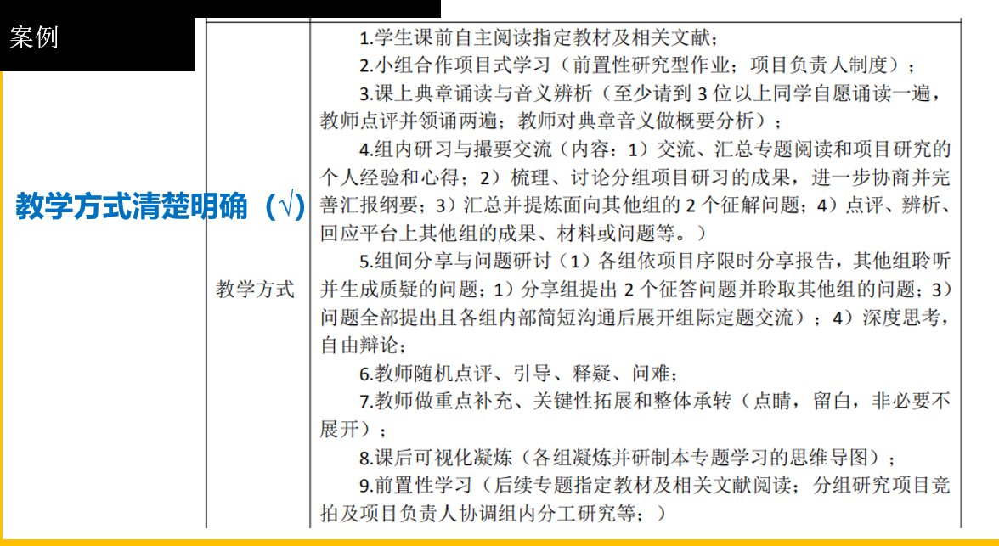 案例
教学方式清楚明确（√）
教学方式
1.学生课前自主阅读指定教材及相关文献；
2.小组合作项目式学习（前置性研究型作业；项目负责人制度）；
3.课上典章诵读与音义辨析（至少请到 3 位以上同学自愿诵读一遍，
教师点评并领诵两遍；教师对典章音义做概要分析）；
4.组内研习与撮要交流（内容：1）交流、汇总专题阅读和项目研究的
个人经验和心得；2）梳理、讨论分组项目研习的成果，进一步协商并完
善汇报纲要；3）汇总并提炼面向其他组的 2 个征解问题；4）点评、辨析、
回应平台上其他组的成果、材料或问题等。）
5.组间分享与问题研讨（1）各组依项目序限时分享报告，其他组聆听
并生成质疑的问题；1）分享组提出 2 个征答问题并聆取其他组的问题；3）
问题全部提出且各组内部简短沟通后展开组际定题交流）；4）深度思考，
自由辩论；
6.教师随机点评、引导、释疑、问难；
7.教师做重点补充、关键性拓展和整体承转（点睛，留白，非必要不
展开）；
8.课后可视化凝炼（各组凝炼并研制本专题学习的思维导图）；
9.前置性学习（后续专题指定教材及相关文献阅读；分组研究项目竞
拍及项目负责人协调组内分工研究等；）